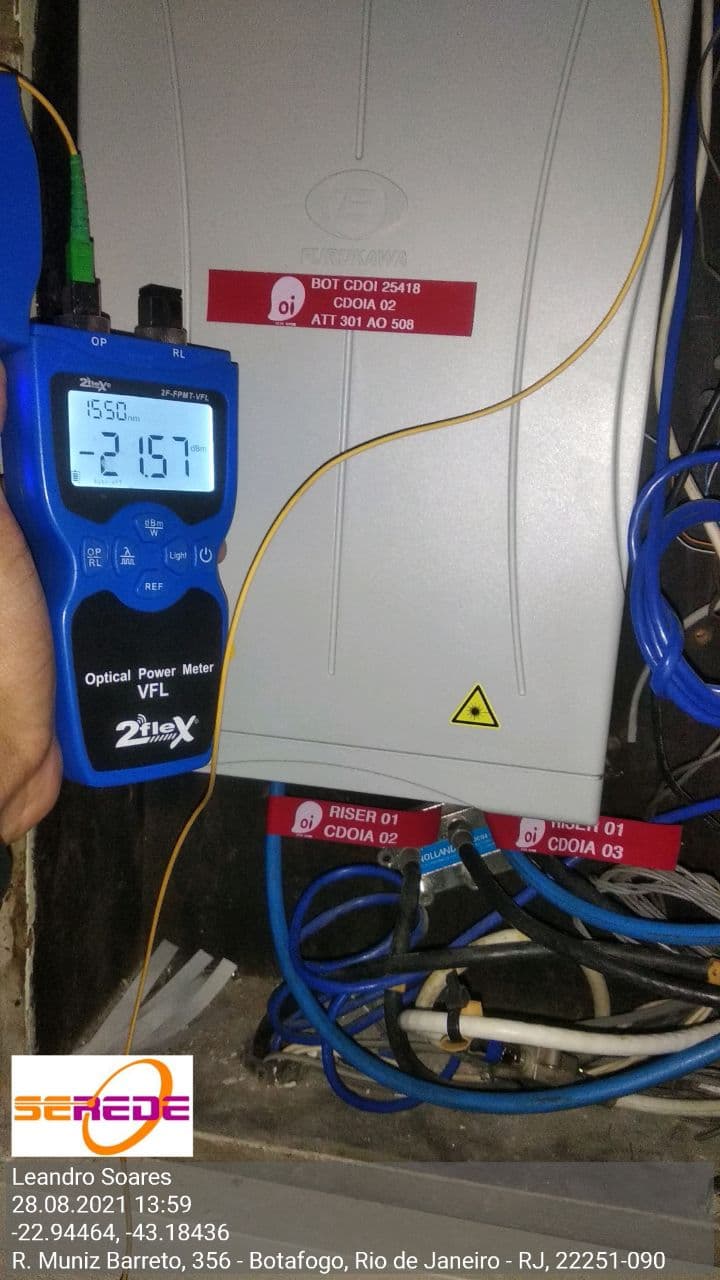 FURUKAWA
oi
BOT CDOI 25418
CDOIA 02
ATT 301 AO 508
OP
RL
2flex
2F-FPMT-VFL
1550nm
-21.57 dBm
dBm
W
OP
RL
λ
Light
REF
Optical Power Meter
VFL
2flex
oi
RISER 01
CDOIA 02
oi
RISER 01
CDOIA 03
HOLLAND
SEREDE
Leandro Soares
28.08.2021 13:59
-22.94464, -43.18436
R. Muniz Barreto, 356 - Botafogo, Rio de Janeiro - RJ, 22251-090